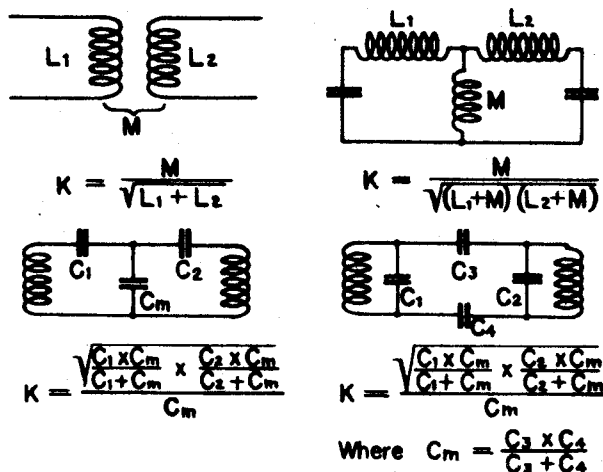 L1 L2
M
K = M / √(L1 + L2)
L1 L2
M
K = M / √((L1+M) (L2+M))
C1 C2
Cm
K = √(C1 x Cm / C1 + Cm x C2 x Cm / C2 + Cm) / Cm
C3
C1 C2
C4
K = √(C1 x Cm / C1 + Cm x C2 x Cm / C2 + Cm) / Cm
Where Cm = C3 x C4 / C3 + C4